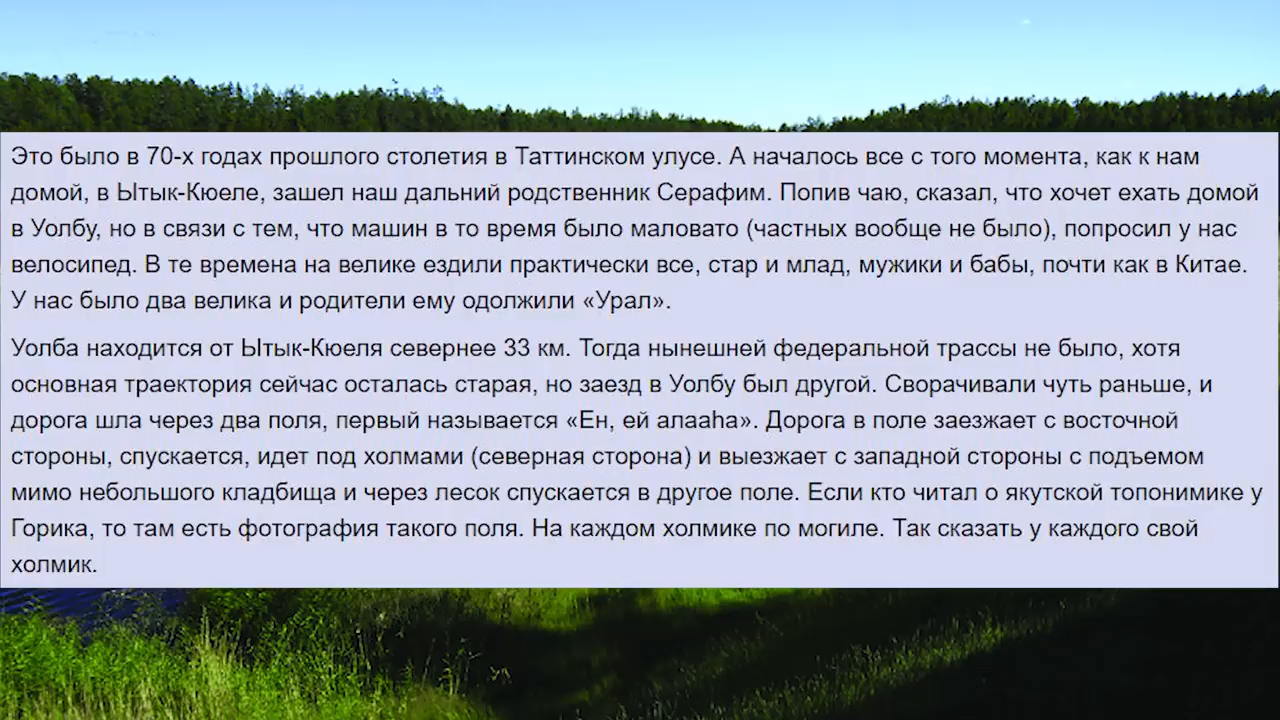 Это было в 70-х годах прошлого столетия в Таттинском улусе. А началось все с того момента, как к нам
домой, в Ытык-Кюеле, зашел наш дальний родственник Серафим. Попив чаю, сказал, что хочет ехать домой
в Уолбу, но в связи с тем, что машин в то время было маловато (частных вообще не было), попросил у нас
велосипед. В те времена на велике ездили практически все, стар и млад, мужики и бабы, почти как в Китае.
У нас было два велика и родители ему одолжили «Урал».
Уолба находится от Ытык-Кюеля севернее 33 км. Тогда нынешней федеральной трассы не было, хотя
основная траектория сейчас осталась старая, но заезд в Уолбу был другой. Сворачивали чуть раньше, и
дорога шла через два поля, первый называется «Ен, ей алааһа». Дорога в поле заезжает с восточной
стороны, спускается, идет под холмами (северная сторона) и выезжает с западной стороны с подъемом
мимо небольшого кладбища и через лесок спускается в другое поле. Если кто читал о якутской топонимике у
Горика, то там есть фотография такого поля. На каждом холмике по могиле. Так сказать у каждого свой
холмик.